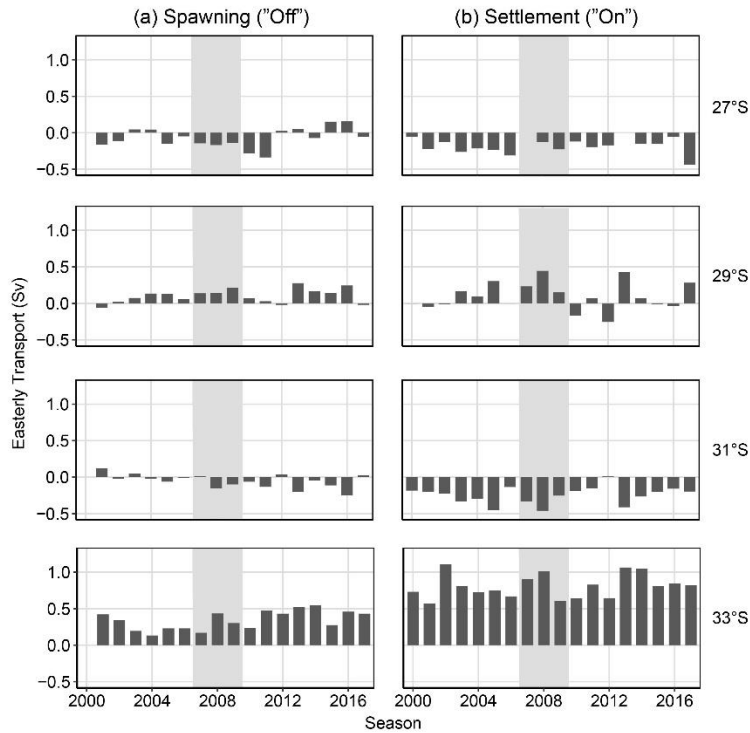 (a) Spawning ("Off")
(b) Settlement ("On")
1.0
0.5
0.0
−0.5
27°S
1.0
0.5
0.0
−0.5
29°S
1.0
0.5
0.0
−0.5
31°S
1.0
0.5
0.0
−0.5
33°S
Easterly Transport (Sv)
2000 2004 2008 2012 2016
2000 2004 2008 2012 2016
Season